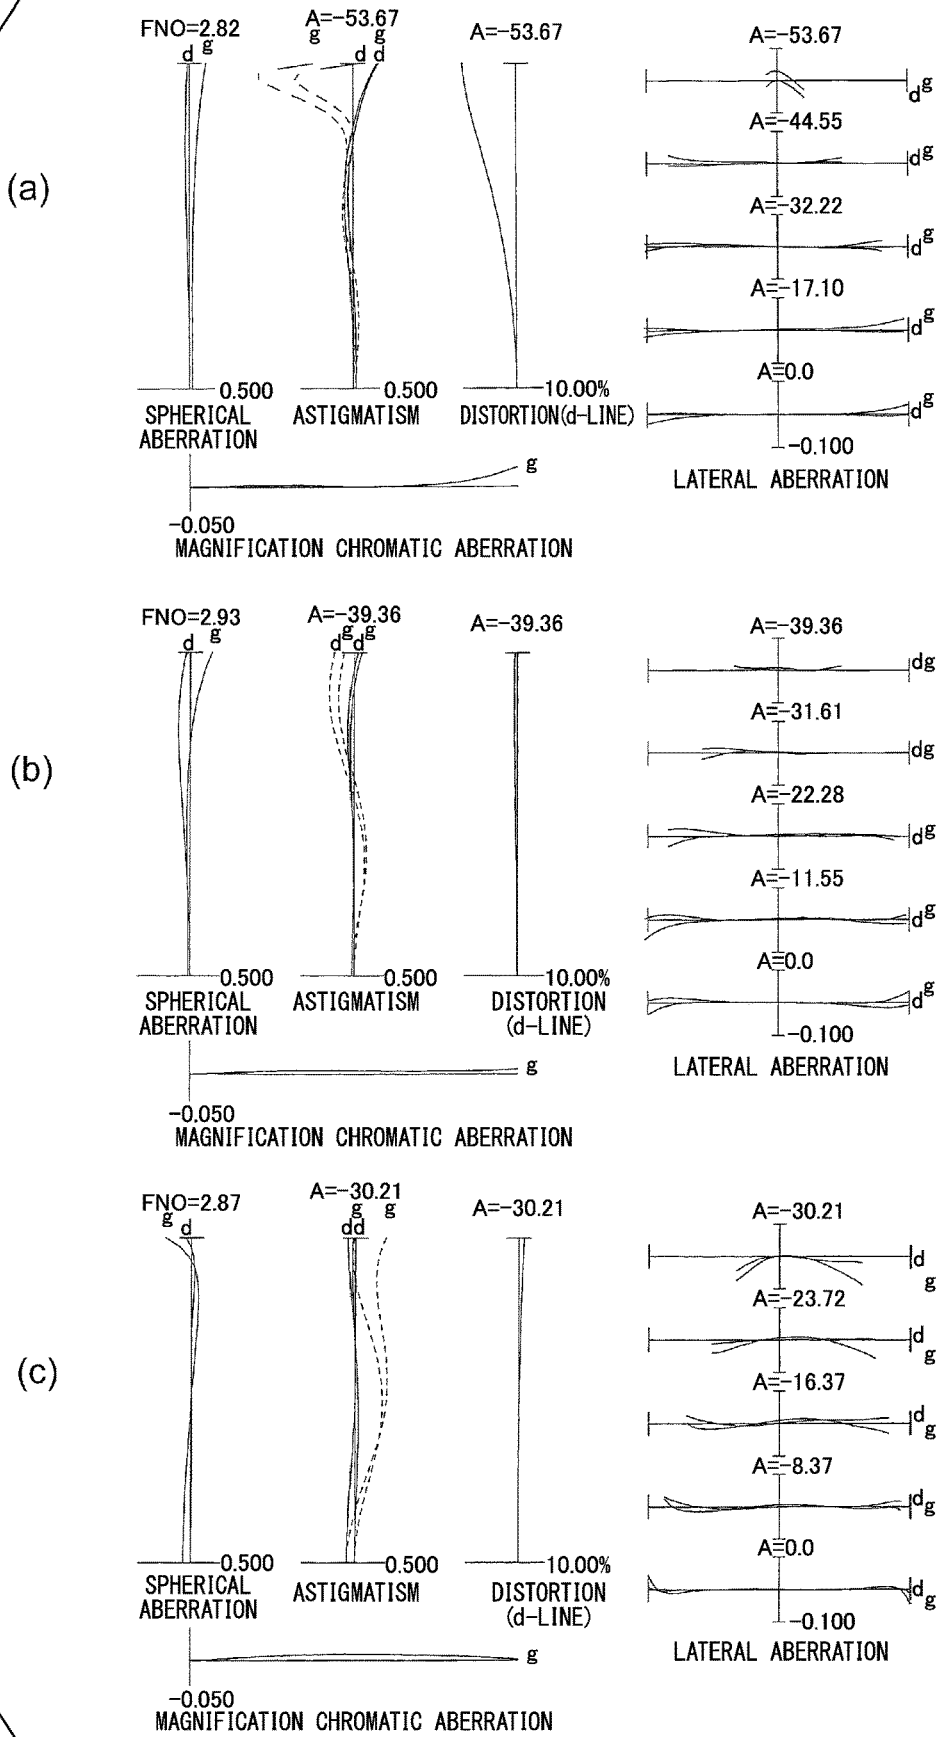 (a)
FNO=2.82
d g
A=-53.67
g g
d d
A=-53.67
0.500
SPHERICAL
ABERRATION
0.500
ASTIGMATISM
10.00%
DISTORTION(d-LINE)
g
-0.050
MAGNIFICATION CHROMATIC ABERRATION
A=-53.67
d g
A=-44.55
d g
A=-32.22
d g
A=-17.10
d g
A=0.0
d g
-0.100
LATERAL ABERRATION
(b)
FNO=2.93
d g
A=-39.36
d g d g
A=-39.36
0.500
SPHERICAL
ABERRATION
0.500
ASTIGMATISM
10.00%
DISTORTION
(d-LINE)
g
-0.050
MAGNIFICATION CHROMATIC ABERRATION
A=-39.36
dg
A=-31.61
dg
A=-22.28
d g
A=-11.55
d g
A=0.0
d g
-0.100
LATERAL ABERRATION
(c)
FNO=2.87
g d
A=-30.21
g g
dd
A=-30.21
0.500
SPHERICAL
ABERRATION
0.500
ASTIGMATISM
10.00%
DISTORTION
(d-LINE)
g
-0.050
MAGNIFICATION CHROMATIC ABERRATION
A=-30.21
d
g
A=-23.72
d
g
A=-16.37
d
g
A=-8.37
d g
A=0.0
d g
-0.100
LATERAL ABERRATION